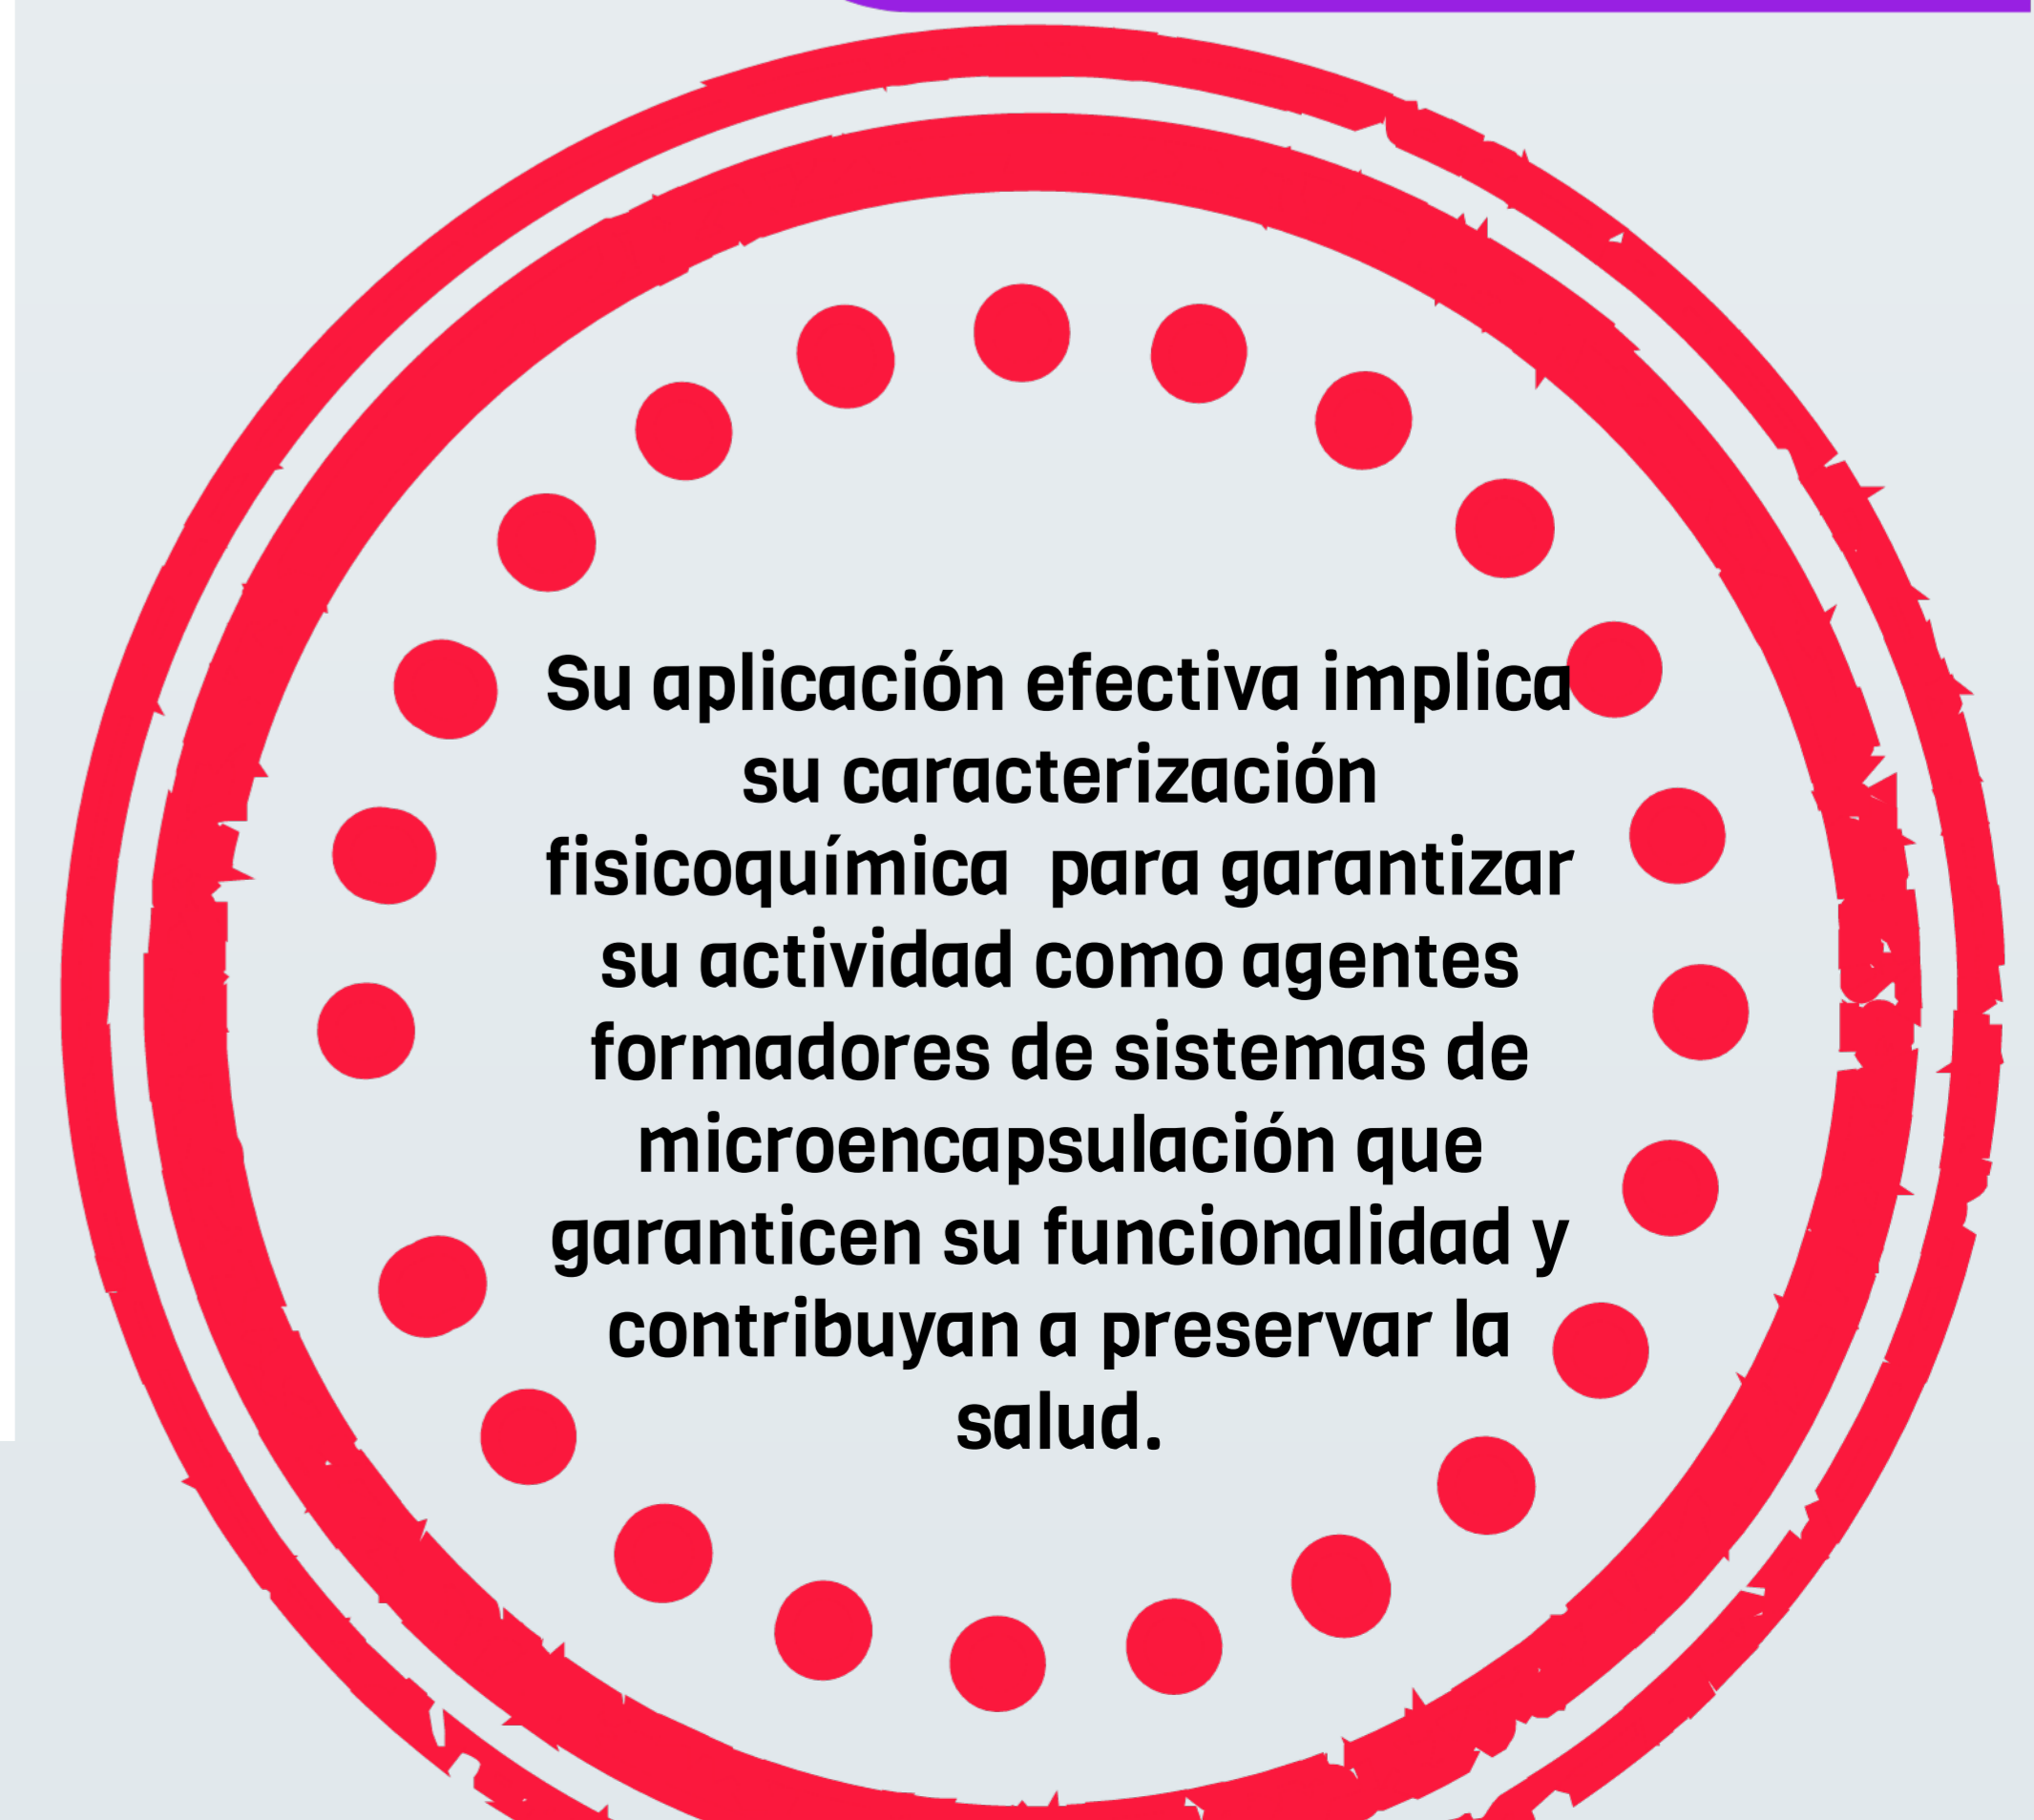 Su aplicación efectiva implica
su caracterización
fisicoquímica  para garantizar
su actividad como agentes
formadores de sistemas de
microencapsulación que
garanticen su funcionalidad y
contribuyan a preservar la
salud.